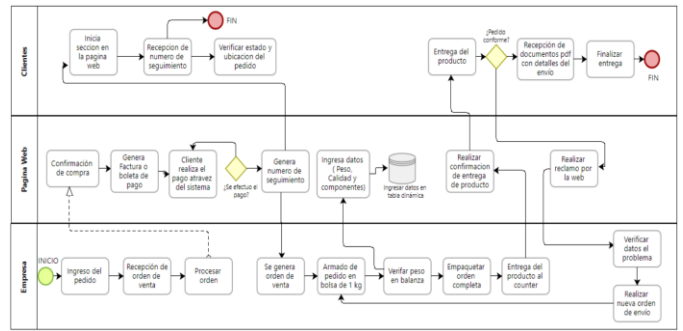 Clientes
Inicia
seccion en
la pagina
web
Recepcion de
numero de
seguimiento
FIN
Verificar estado y
ubicacion del
pedido
Entrega del
producto
¿Pedido
conforme?
Recepción de
documentos pdf
con detalles del
envío
Finalizar
entrega
FIN
Pagina Web
Confirmación
de compra
Genera
Factura o
boleta de
pago
Cliente
realiza el
pago atravez
del sistema
¿Se efectuo el
pago?
Genera
numero de
seguimiento
Ingresa datos
( Peso,
Calidad y
componentes)
Ingresar datos en
tabla dinámica
Realizar
confirmacion
de entrega
de producto
Realizar
reclamo por
la web
Empresa
INICIO
Ingreso del
pedido
Recepción de
orden de
venta
Procesar
orden
Se genera
orden de
venta
Armado de
pedido en
bolsa de 1 kg
Verifar peso
en balanza
Empaquetar
orden
completa
Entrega del
producto al
counter
Verificar
datos el
problema
Realizar
nueva orden
de envío